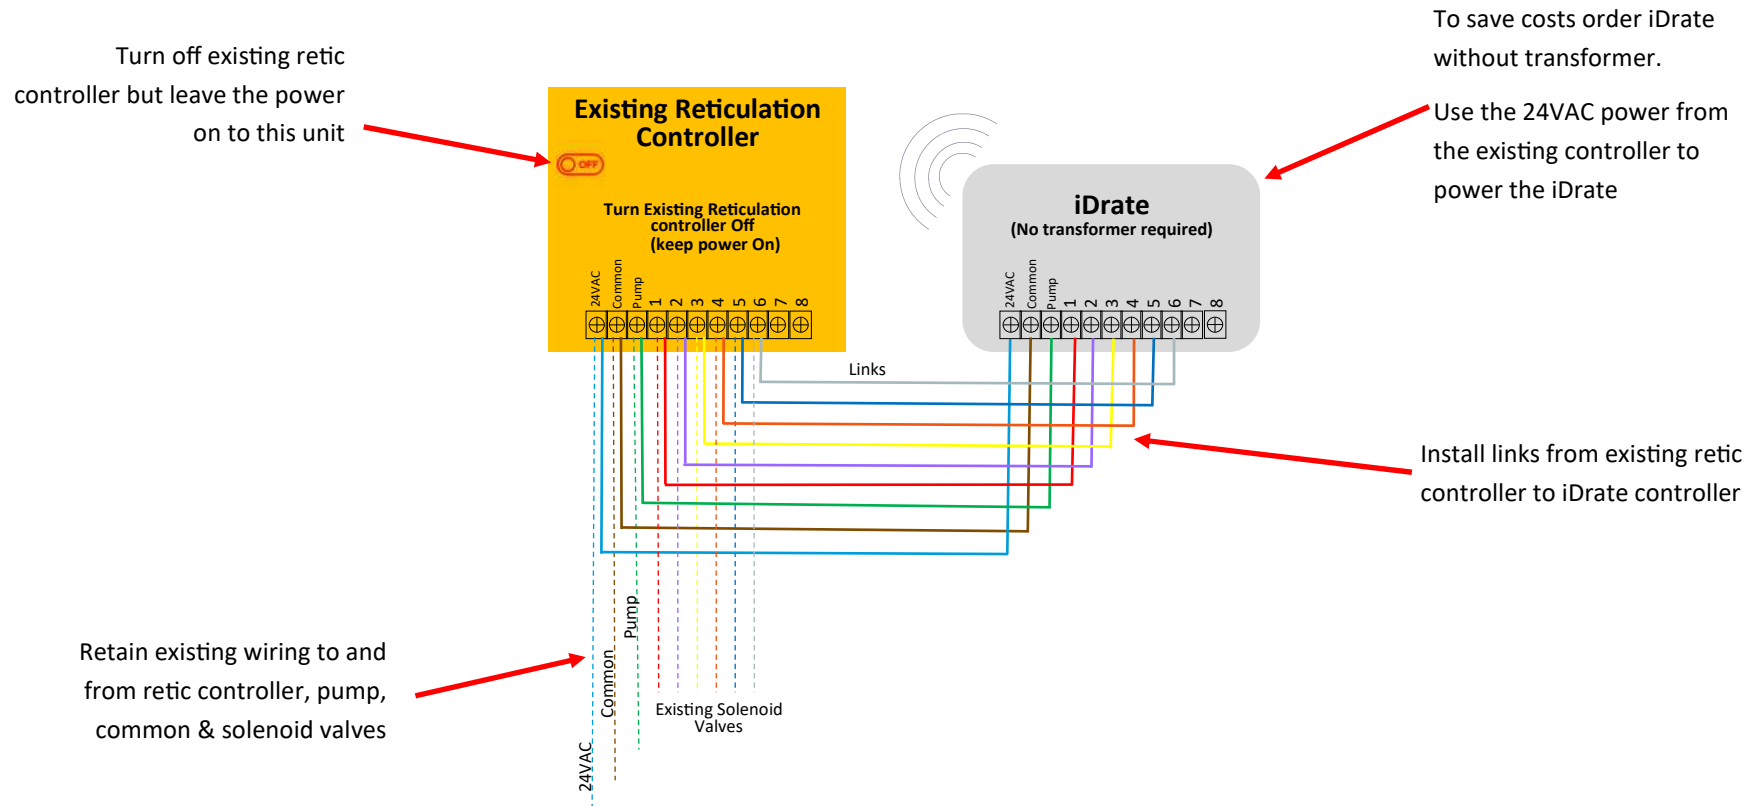 To save costs order iDrate
without transformer.
Use the 24VAC power from
the existing controller to
power the iDrate
Turn off existing retic
controller but leave the power
on to this unit
Existing Reticulation
Controller
OFF
Turn Existing Reticulation
controller Off
(keep power On)
24VAC
Common
Pump
1
2
3
4
5
6
7
8
iDrate
(No transformer required)
24VAC
Common
Pump
1
2
3
4
5
6
7
8
Links
Install links from existing retic
controller to iDrate controller
Retain existing wiring to and
from retic controller, pump,
common & solenoid valves
24VAC
Common
Pump
Existing Solenoid
Valves